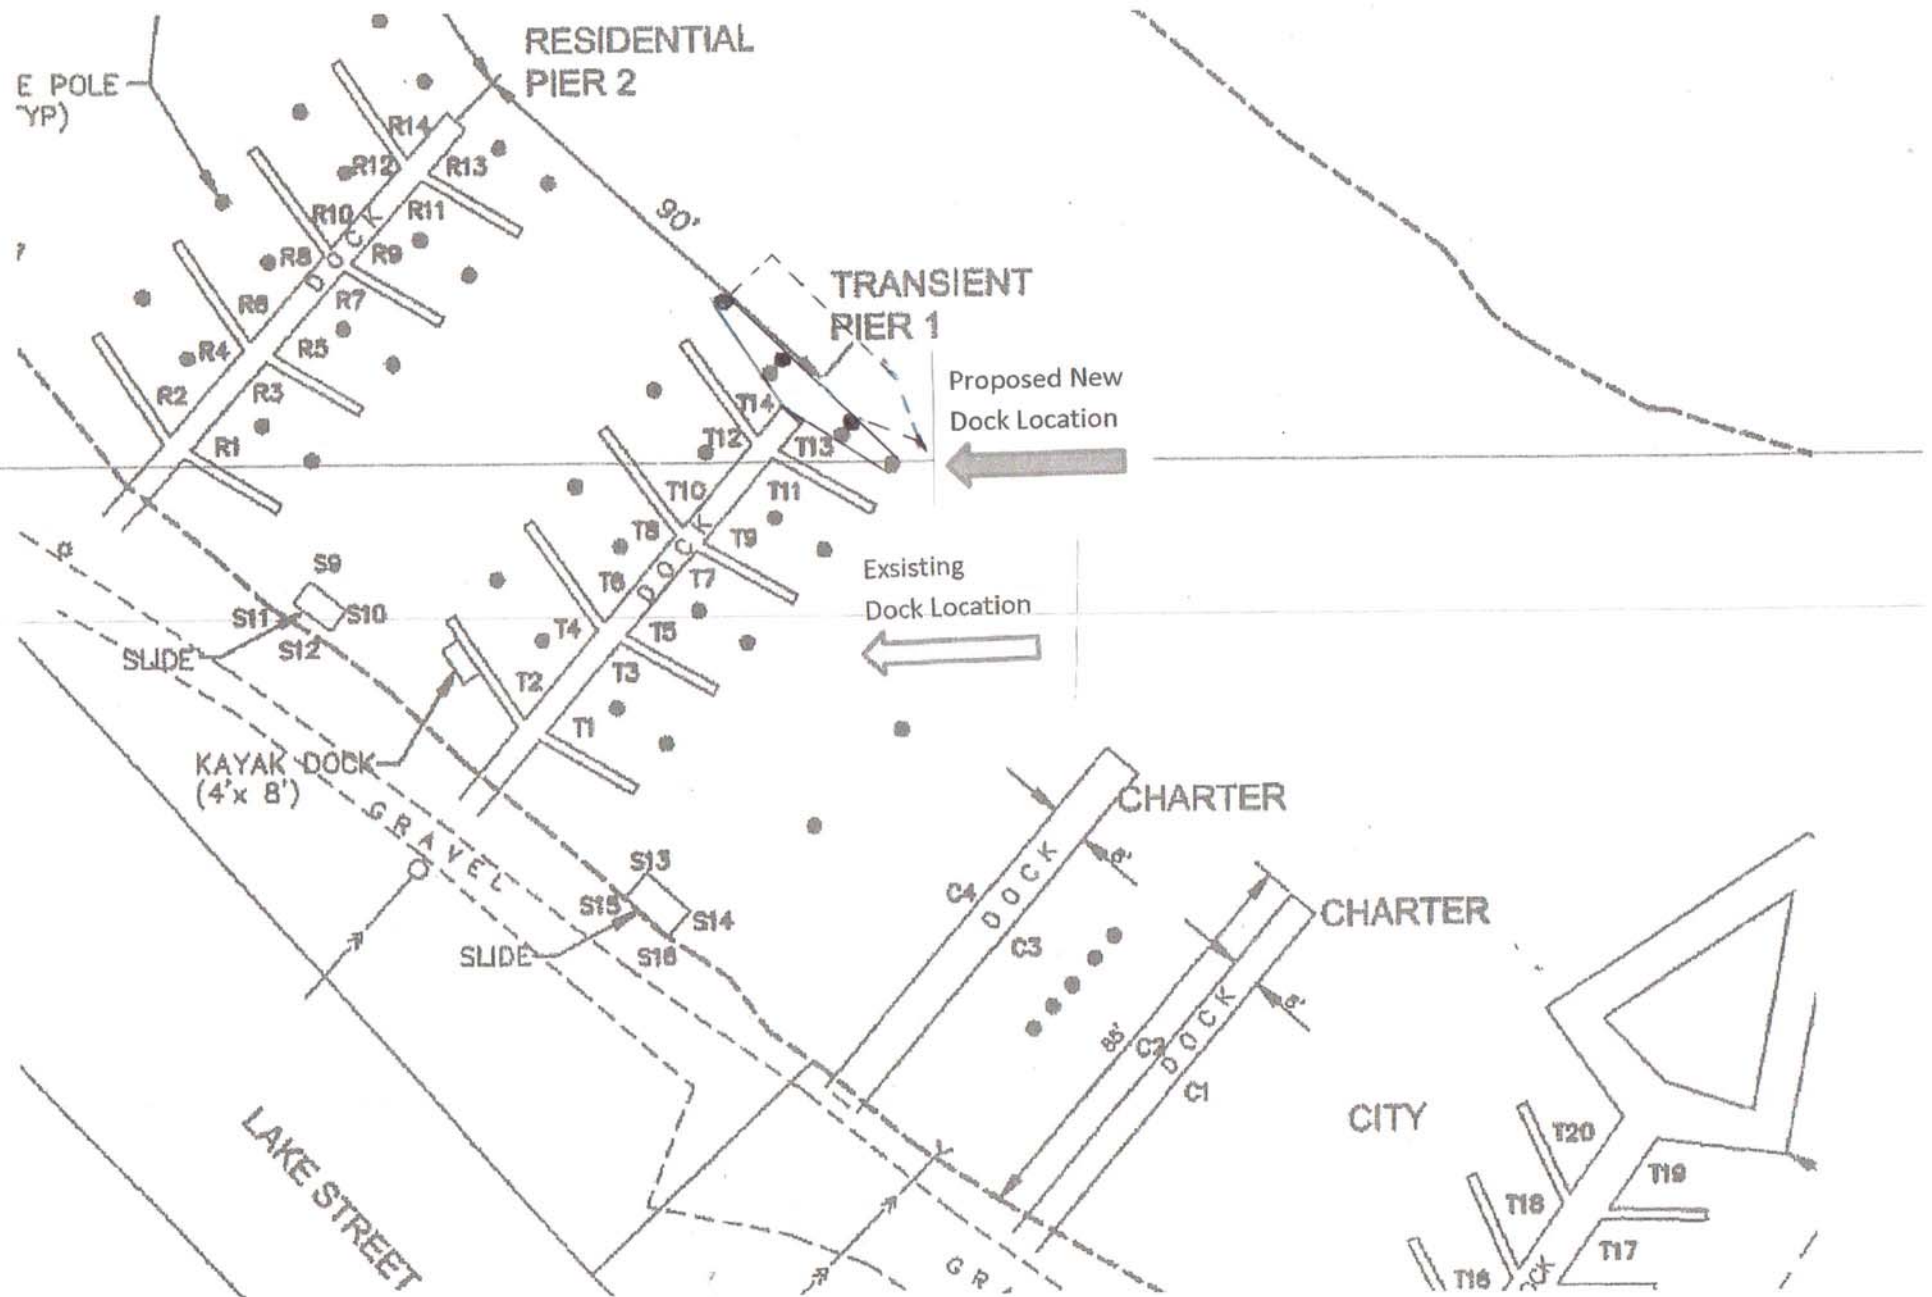 RESIDENTIAL
PIER 2
E POLE
YP)
R14
R12
R13
R10
R11
R8
R9
R6
R7
R4
R5
R2
R3
R1
DOCK
90'
TRANSIENT
PIER 1
Proposed New
Dock Location
T14
T12
T13
T10
T11
T8
T9
T6
T7
T4
T5
T2
T3
T1
DOCK
Exsisting
Dock Location
S9
S11
S10
S12
SLIDE
KAYAK DOCK
(4'x 8')
GRAVEL
S13
S15
S14
S16
SLIDE
CHARTER
C4
DOCK
C3
CHARTER
85'
C2
DOCK
C1
LAKE STREET
CITY
T20
T19
T18
T17
T16
OCK
GRA